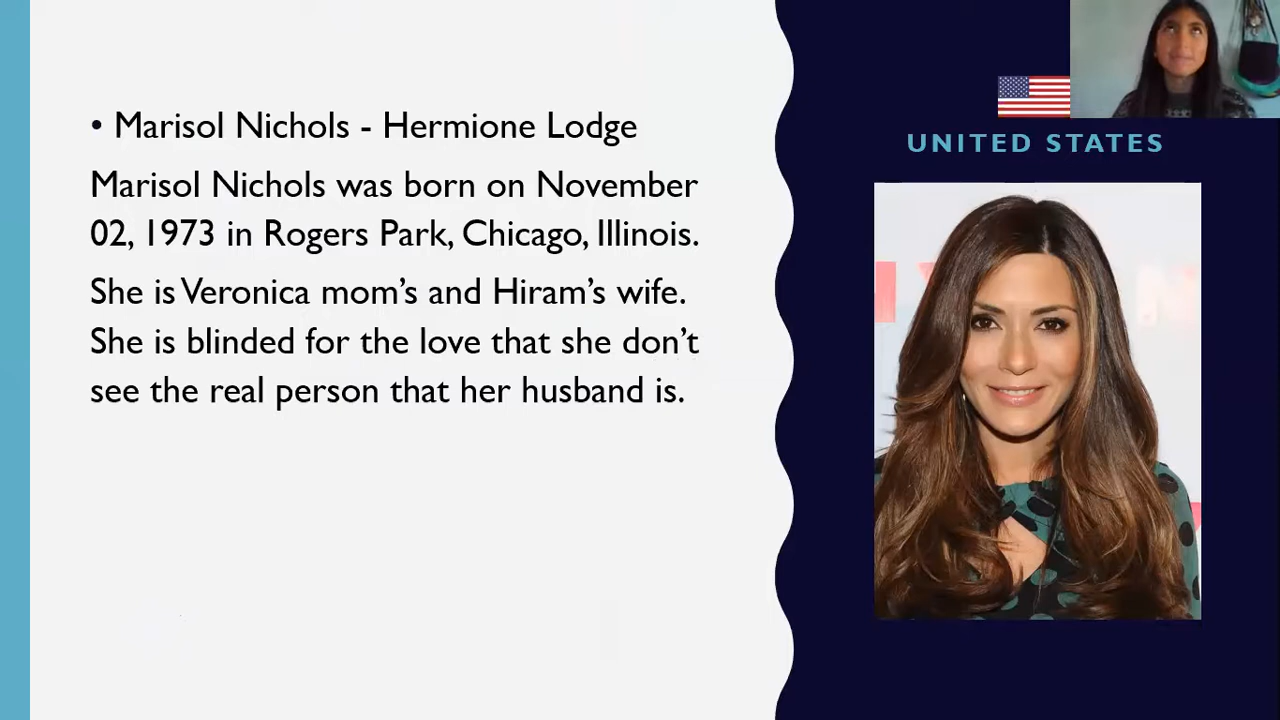 • Marisol Nichols - Hermione Lodge
Marisol Nichols was born on November
02, 1973 in Rogers Park, Chicago, Illinois.
She is Veronica mom’s and Hiram’s wife.
She is blinded for the love that she don’t
see the real person that her husband is.
UNITED STATES